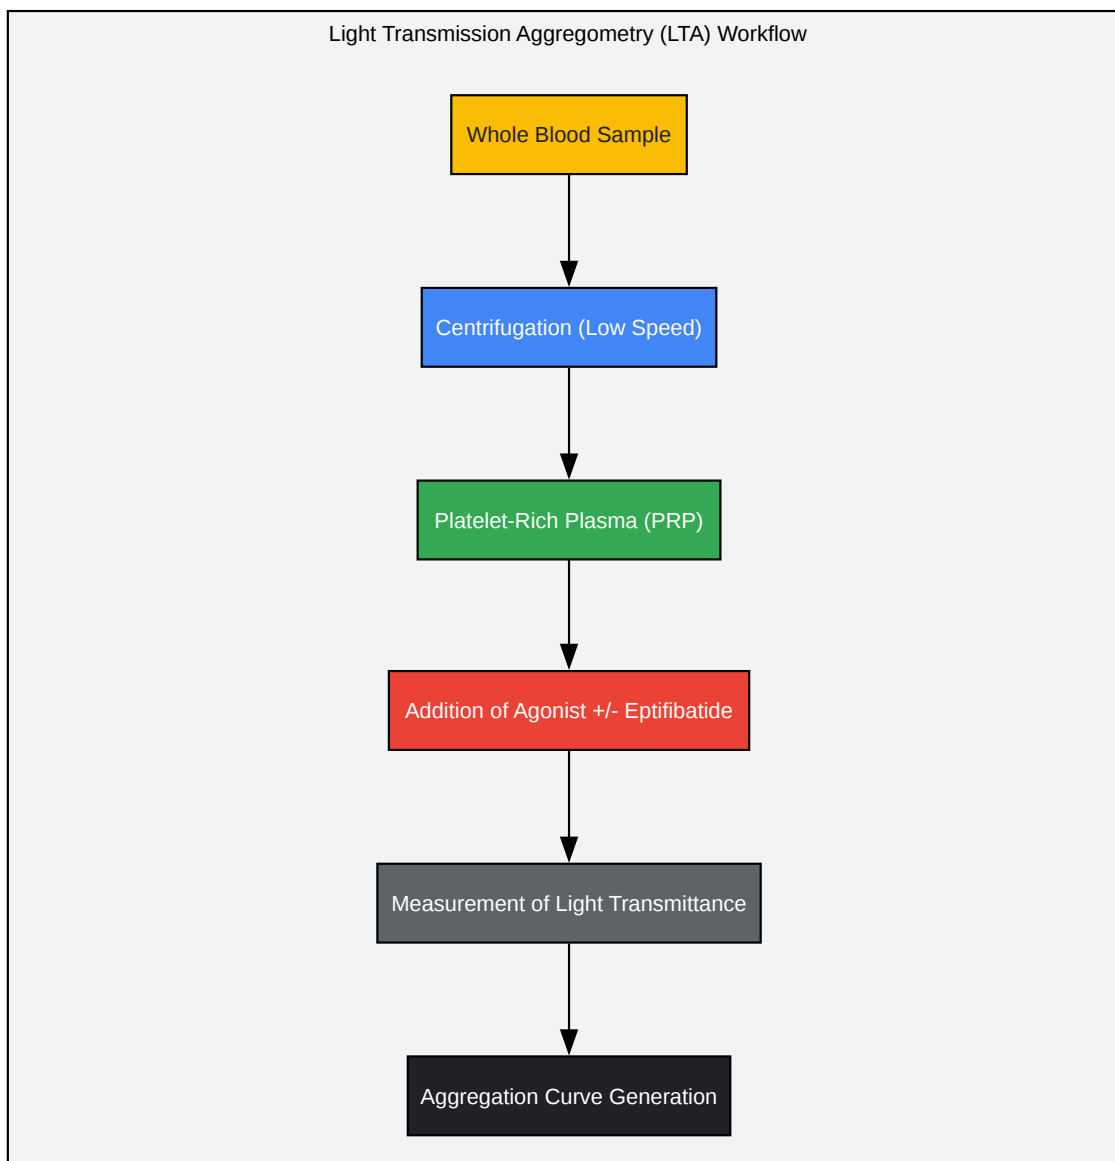 Light Transmission Aggregometry (LTA) Workflow
Whole Blood Sample
Centrifugation (Low Speed)
Platelet-Rich Plasma (PRP)
Addition of Agonist +/- Eptifibatide
Measurement of Light Transmittance
Aggregation Curve Generation